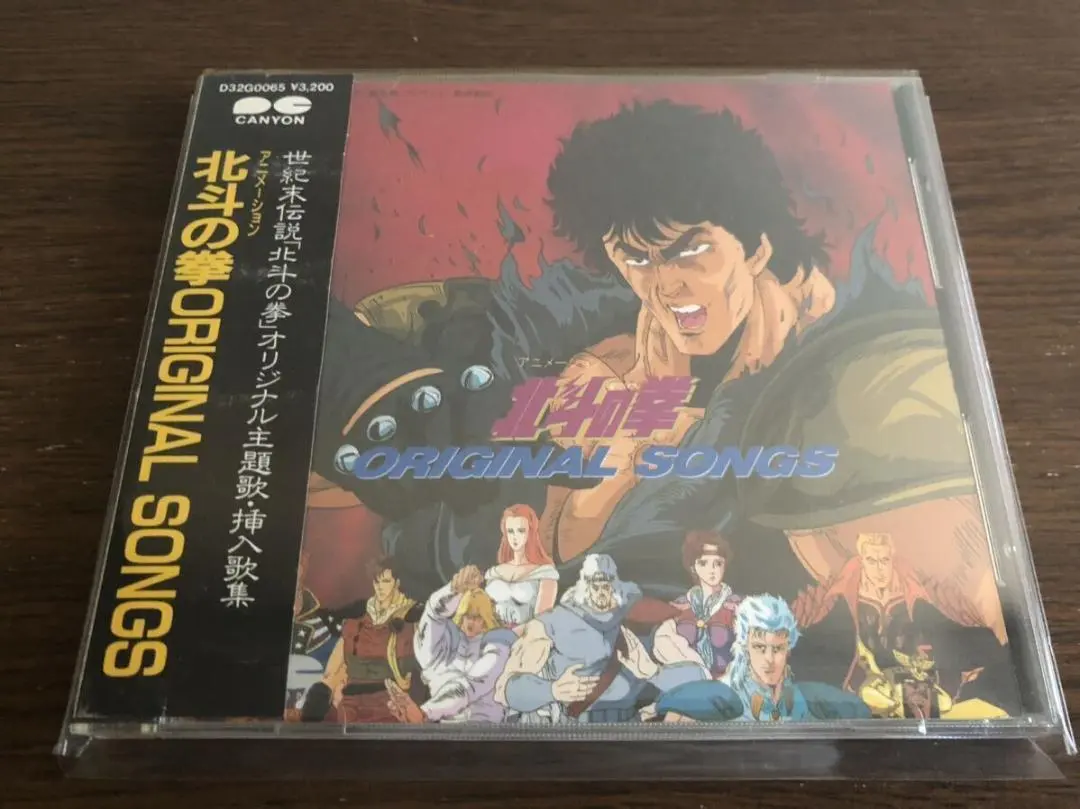 D32G0065 ¥3,200
CANYON
世紀末伝説「北斗の拳」オリジナル主題歌・挿入歌集
アニメーション
北斗の拳ORIGINAL SONGS
アニメー
北斗の拳
ORIGINAL SONGS